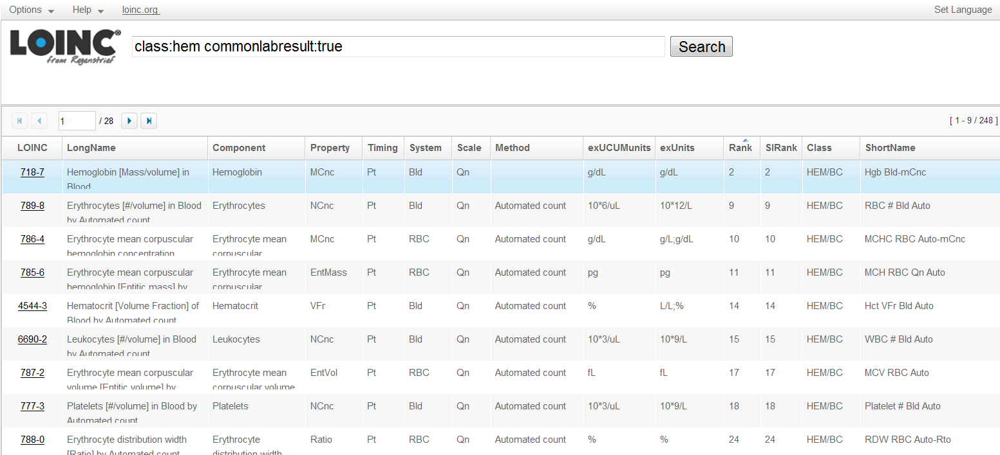 Options Help loinc.org Set Language
LOINC®
from Regenstrief
class:hem commonlabresult:true Search
1 / 28 [ 1 - 9 / 248 ]
LOINC LongName Component Property Timing System Scale Method exUCUMunits exUnits Rank SIRank Class ShortName
718-7 Hemoglobin [Mass/volume] in Hemoglobin MCnc Pt Bld Qn g/dL g/dL 2 2 HEM/BC Hgb Bld-mCnc
Blood
789-8 Erythrocytes [#/volume] in Blood Erythrocytes NCnc Pt Bld Qn Automated count 10*6/uL 10*12/L 9 9 HEM/BC RBC # Bld Auto
by Automated count
786-4 Erythrocyte mean corpuscular Erythrocyte mean MCnc Pt RBC Qn Automated count g/dL g/L;g/dL 10 10 HEM/BC MCHC RBC Auto-mCnc
hemoglobin concentration corpuscular
785-6 Erythrocyte mean corpuscular Erythrocyte mean EntMass Pt RBC Qn Automated count pg pg 11 11 HEM/BC MCH RBC Qn Auto
hemoglobin [Entitic mass] by corpuscular
4544-3 Hematocrit [Volume Fraction] of Hematocrit VFr Pt Bld Qn Automated count % L/L;% 14 14 HEM/BC Hct VFr Bld Auto
Blood by Automated count
6690-2 Leukocytes [#/volume] in Blood Leukocytes NCnc Pt Bld Qn Automated count 10*3/uL 10*9/L 15 15 HEM/BC WBC # Bld Auto
by Automated count
787-2 Erythrocyte mean corpuscular Erythrocyte mean EntVol Pt RBC Qn Automated count fL fL 17 17 HEM/BC MCV RBC Auto
volume [Entitic volume] by corpuscular volume
777-3 Platelets [#/volume] in Blood by Platelets NCnc Pt Bld Qn Automated count 10*3/uL 10*9/L 18 18 HEM/BC Platelet # Bld Auto
Automated count
788-0 Erythrocyte distribution width Erythrocyte Ratio Pt RBC Qn Automated count % % 24 24 HEM/BC RDW RBC Auto-Rto
[Ratio] by Automated count distribution width